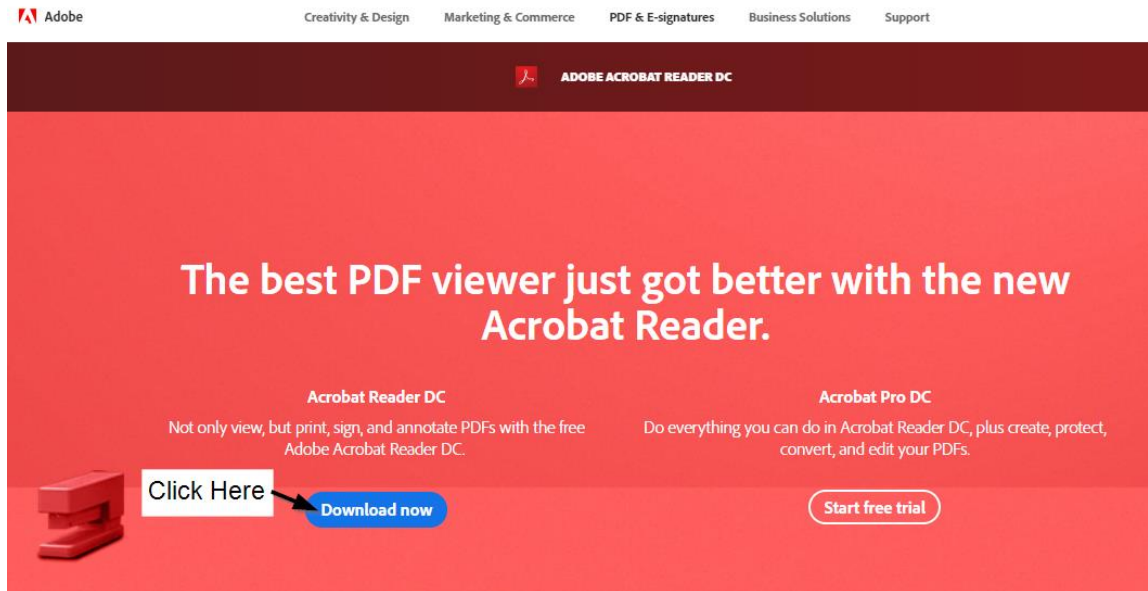 Adobe
Creativity & Design
Marketing & Commerce
PDF & E-signatures
Business Solutions
Support
ADOBE ACROBAT READER DC
The best PDF viewer just got better with the new
Acrobat Reader.
Acrobat Reader DC
Not only view, but print, sign, and annotate PDFs with the free
Adobe Acrobat Reader DC.
Click Here
Download now
Acrobat Pro DC
Do everything you can do in Acrobat Reader DC, plus create, protect,
convert, and edit your PDFs.
Start free trial